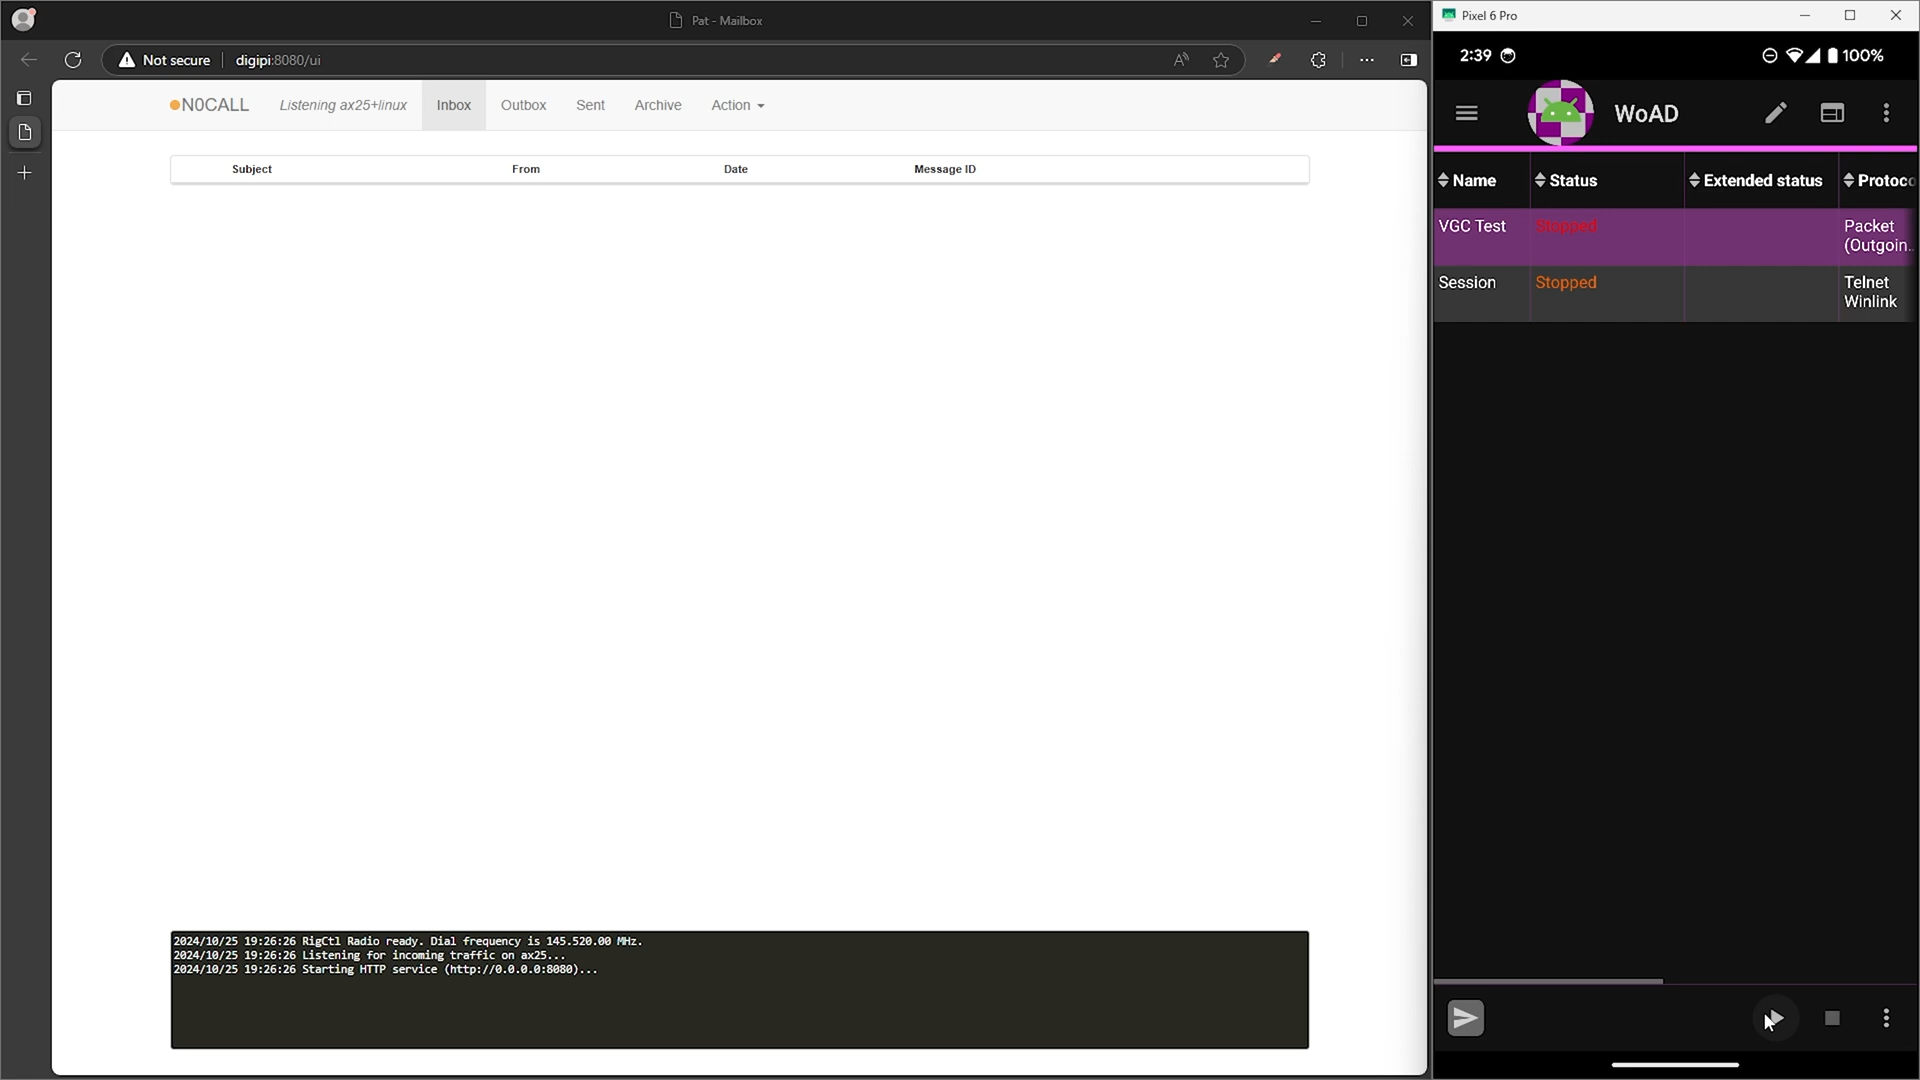 Pat - Mailbox
Not secure
digipi:8080/ui
N0CALL
Listening ax25+linux
Inbox
Outbox
Sent
Archive
Action
Subject
From
Date
Message ID
2024/10/25 19:26:26 RigCtl Radio ready. Dial frequency is 145.520.00 MHz.
2024/10/25 19:26:26 Listening for incoming traffic on ax25...
2024/10/25 19:26:26 Starting HTTP service (http://0.0.0.0:8080)...
Pixel 6 Pro
2:39
100%
WoAD
Name
Status
Extended status
Protoco
VGC Test
Stopped
Packet
(Outgoin...
Session
Stopped
Telnet
Winlink